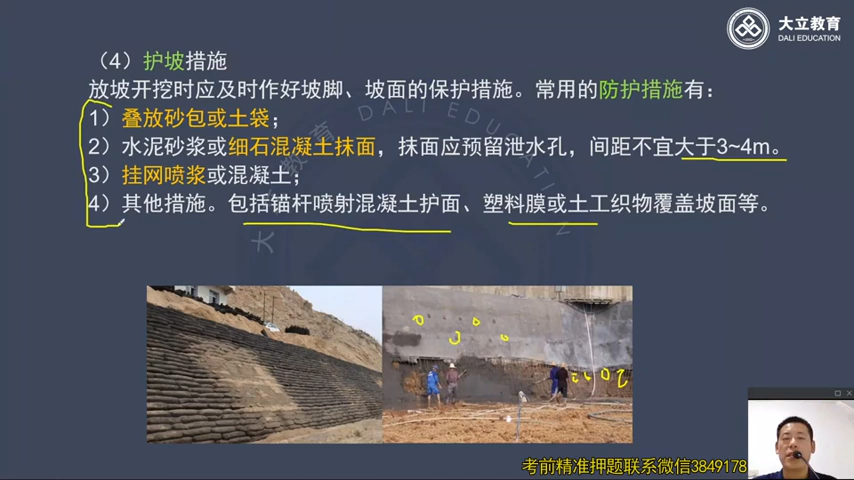 大立教育
DALI EDUCATION
（4）护坡措施
放坡开挖时应及时作好坡脚、坡面的保护措施。常用的防护措施有：
1）叠放砂包或土袋；
2）水泥砂浆或细石混凝土抹面，抹面应预留泄水孔，间距不宜大于3~4m。
3）挂网喷浆或混凝土；
4）其他措施。包括锚杆喷射混凝土护面、塑料膜或土工织物覆盖坡面等。
大立教育 DALI EDUCATION
考前精准押题联系微信3849178